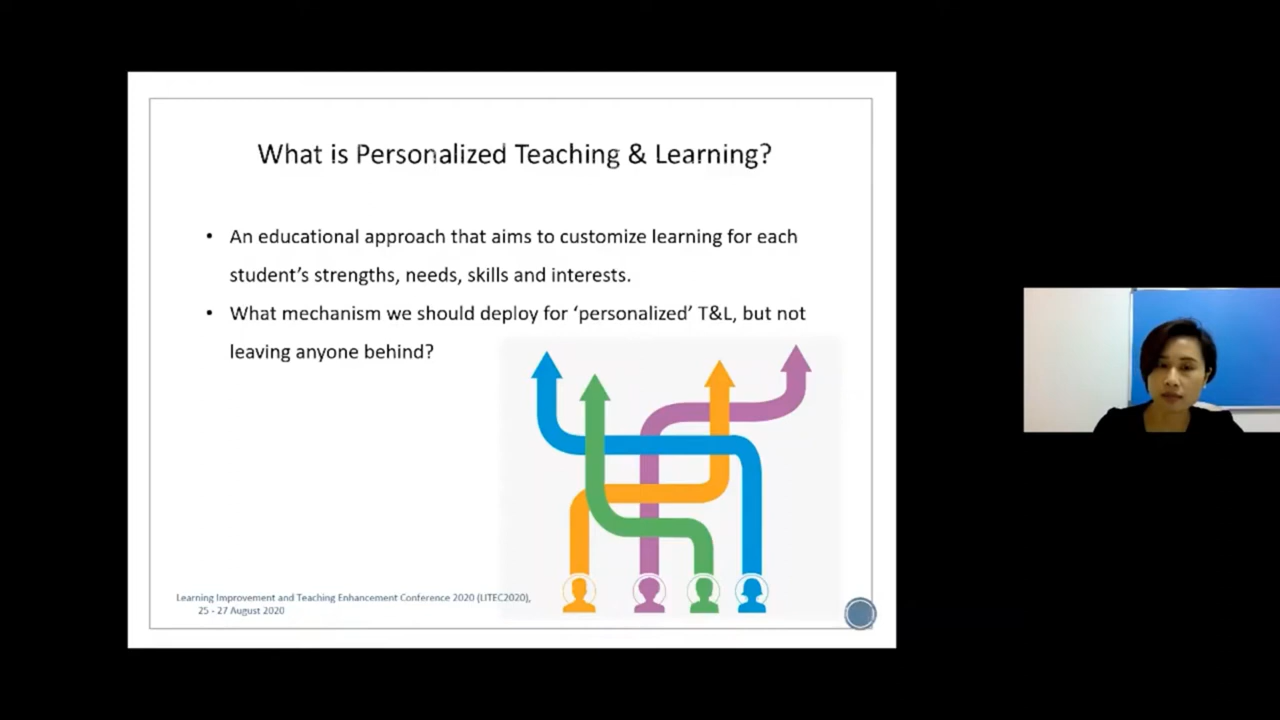 What is Personalized Teaching & Learning?
• An educational approach that aims to customize learning for each
student’s strengths, needs, skills and interests.
• What mechanism we should deploy for ‘personalized’ T&L, but not
leaving anyone behind?
Learning Improvement and Teaching Enhancement Conference 2020 (LITEC2020),
25 - 27 August 2020